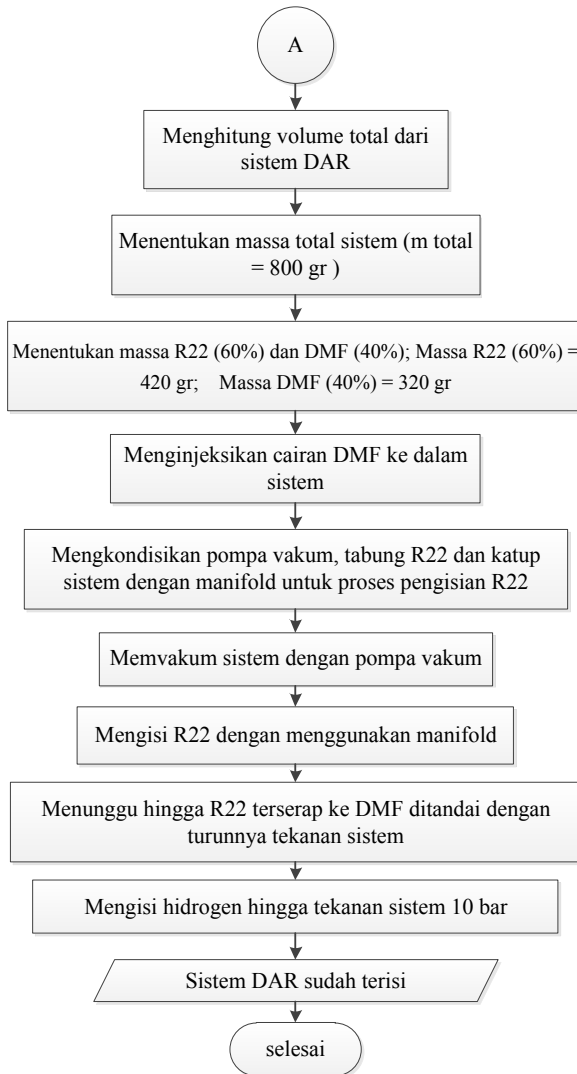 A
Menghitung volume total dari
sistem DAR
Menentukan massa total sistem (m total
= 800 gr )
Menentukan massa R22 (60%) dan DMF (40%); Massa R22 (60%) =
420 gr; Massa DMF (40%) = 320 gr
Menginjeksikan cairan DMF ke dalam
sistem
Mengkondisikan pompa vakum, tabung R22 dan katup
sistem dengan manifold untuk proses pengisian R22
Memvakum sistem dengan pompa vakum
Mengisi R22 dengan menggunakan manifold
Menunggu hingga R22 terserap ke DMF ditandai dengan
turunnya tekanan sistem
Mengisi hidrogen hingga tekanan sistem 10 bar
Sistem DAR sudah terisi
selesai